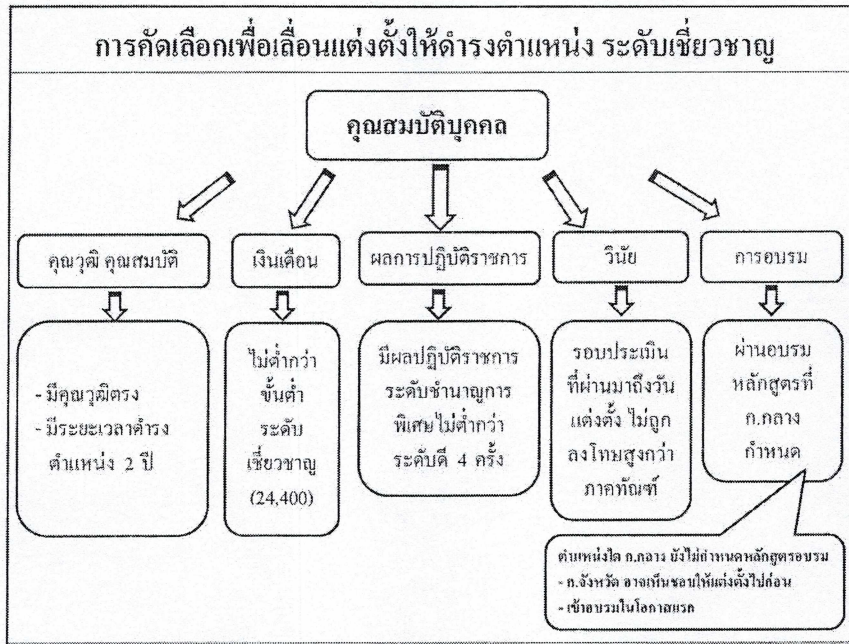 การคัดเลือกเพื่อเลื่อนแต่งตั้งให้ดำรงตำแหน่ง ระดับเชี่ยวชาญ
คุณสมบัติบุคคล
คุณวุฒิ คุณสมบัติ
เงินเดือน
ผลการปฏิบัติราชการ
วินัย
การอบรม
- มีคุณวุฒิตรง
- มีระยะเวลาดำรง
ตำแหน่ง 2 ปี
ไม่ต่ำกว่า
ขั้นต่ำ
ระดับ
เชี่ยวชาญ
(24,400)
มีผลปฏิบัติราชการ
ระดับชำนาญการ
พิเศษไม่ต่ำกว่า
ระดับดี 4 ครั้ง
รอบประเมิน
ที่ผ่านมาถึงวัน
แต่งตั้ง ไม่ถูก
ลงโทษสูงกว่า
ภาคทัณฑ์
ผ่านอบรม
หลักสูตรที่
ก.กลาง
กำหนด
ตำแหน่งใด ก.กลาง ยังไม่กำหนดหลักสูตรอบรม
- ก.จังหวัด อาจเห็นชอบให้แต่งตั้งไปก่อน
- เข้าอบรมในโอกาสแรก